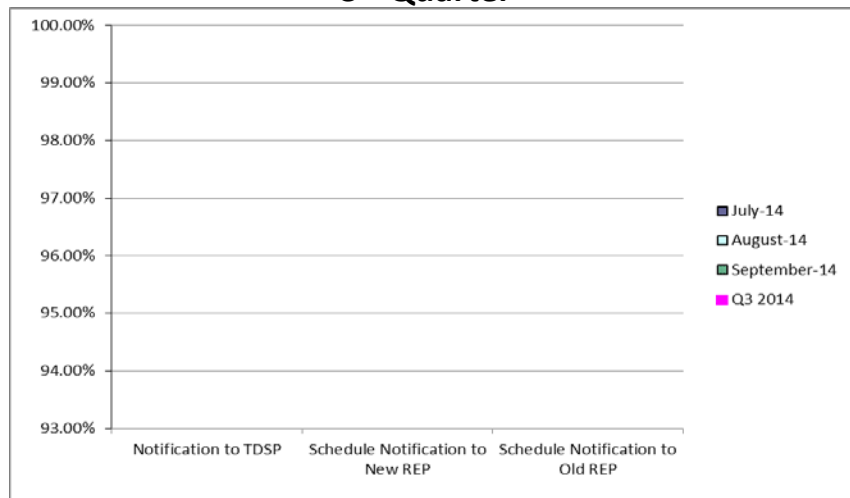 Quarter
100.00%
99.00%
98.00%
97.00%
96.00%
95.00%
94.00%
93.00%
Notification to TDSP
Schedule Notification to
New REP
Schedule Notification to
Old REP
July-14
August-14
September-14
Q3 2014